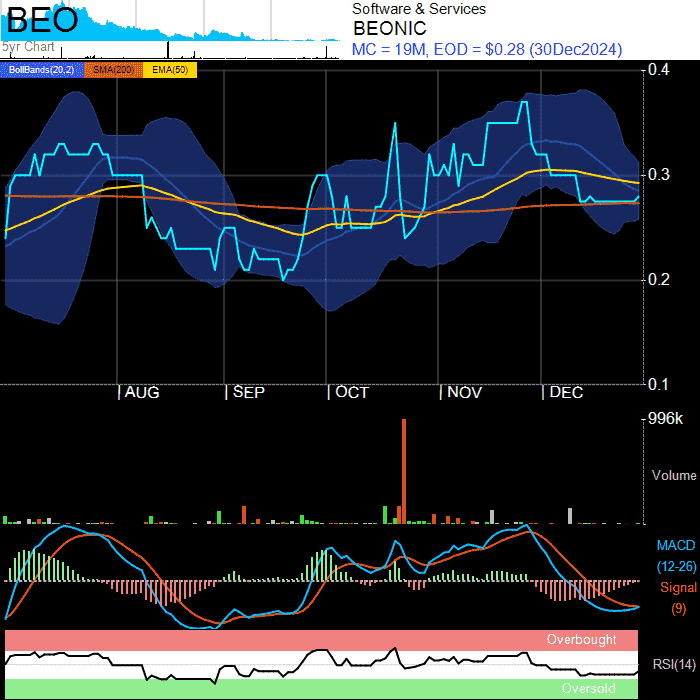 BEO
5yr Chart
Software & Services
BEONIC
MC = 19M, EOD = $0.28 (30Dec2024)
BollBands(20,2) SMA(200) EMA(50)
0.4
0.3
0.2
0.1
AUG SEP OCT NOV DEC
996k
Volume
MACD
(12-26)
Signal
(9)
Overbought
RSI(14)
Oversold